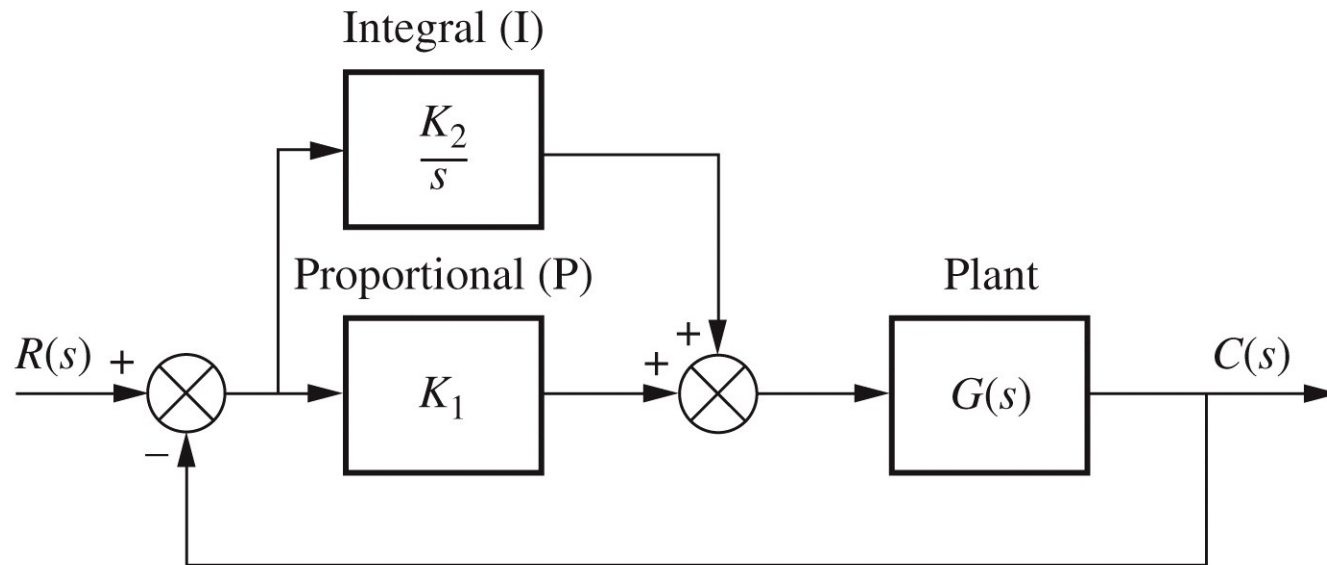 Integral (I)
K₂
s
Proportional (P)
Plant
R(s)
+
K₁
+
+
G(s)
C(s)
−